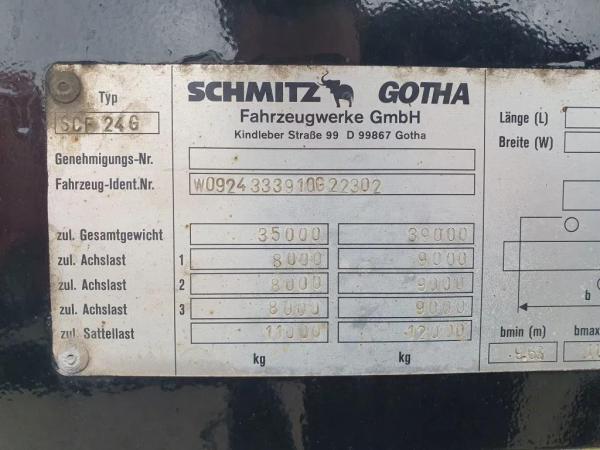 SCHMITZ GOTHA
Fahrzeugwerke GmbH
Kindleber Straße 99 D 99867 Gotha
Typ
SCF 24G
Genehmigungs-Nr.
Fahrzeug-Ident.Nr. W0924333910G22302
zul. Gesamtgewicht 35000 39000
zul. Achslast 1 8000 9000
zul. Achslast 2 8000 9000
zul. Achslast 3 8000 9000
zul. Sattellast 11000 12000
kg kg
Länge (L)
Breite (W)
b
bmin (m) bmax